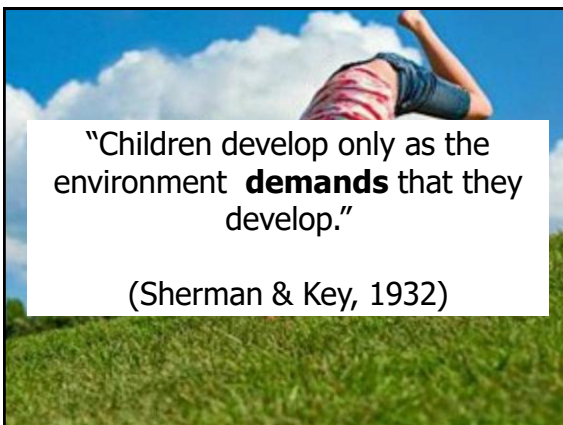 “Children develop only as the
environment demands that they
develop.”
(Sherman & Key, 1932)